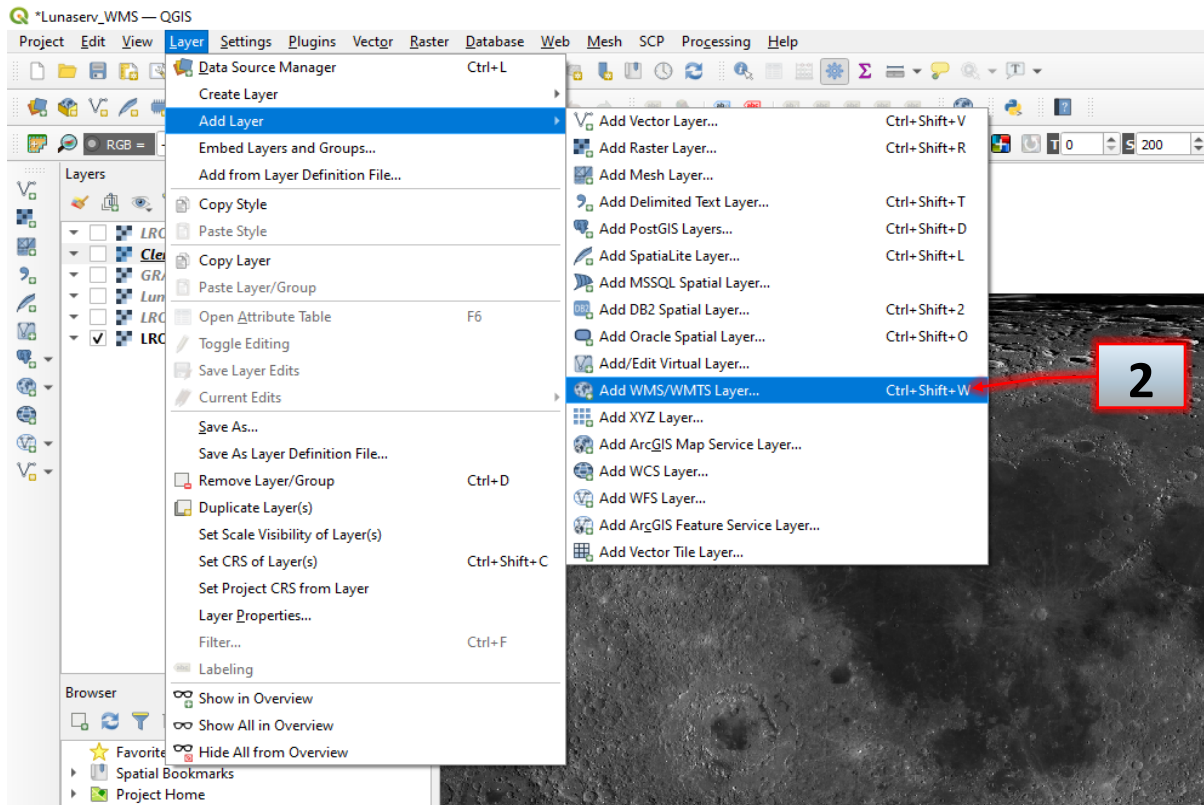 *Lunaserv_WMS — QGIS
Project Edit View Layer Settings Plugins Vector Raster Database Web Mesh SCP Processing Help
RGB =
T 0 S 200
Layers
LRO
Cle
GRA
Lun
LRO
LRO
Browser
Favorite
Spatial Bookmarks
Project Home
Data Source Manager Ctrl+L
Create Layer
Add Layer
Embed Layers and Groups...
Add from Layer Definition File...
Copy Style
Paste Style
Copy Layer
Paste Layer/Group
Open Attribute Table F6
Toggle Editing
Save Layer Edits
Current Edits
Save As...
Save As Layer Definition File...
Remove Layer/Group Ctrl+D
Duplicate Layer(s)
Set Scale Visibility of Layer(s)
Set CRS of Layer(s) Ctrl+Shift+C
Set Project CRS from Layer
Layer Properties...
Filter... Ctrl+F
Labeling
Show in Overview
Show All in Overview
Hide All from Overview
Add Vector Layer... Ctrl+Shift+V
Add Raster Layer... Ctrl+Shift+R
Add Mesh Layer...
Add Delimited Text Layer... Ctrl+Shift+T
Add PostGIS Layers... Ctrl+Shift+D
Add SpatiaLite Layer... Ctrl+Shift+L
Add MSSQL Spatial Layer...
DB2 Add DB2 Spatial Layer... Ctrl+Shift+2
Add Oracle Spatial Layer... Ctrl+Shift+O
Add/Edit Virtual Layer...
Add WMS/WMTS Layer... Ctrl+Shift+W
Add XYZ Layer...
Add ArcGIS Map Service Layer...
Add WCS Layer...
Add WFS Layer...
Add ArcGIS Feature Service Layer...
Add Vector Tile Layer...
2